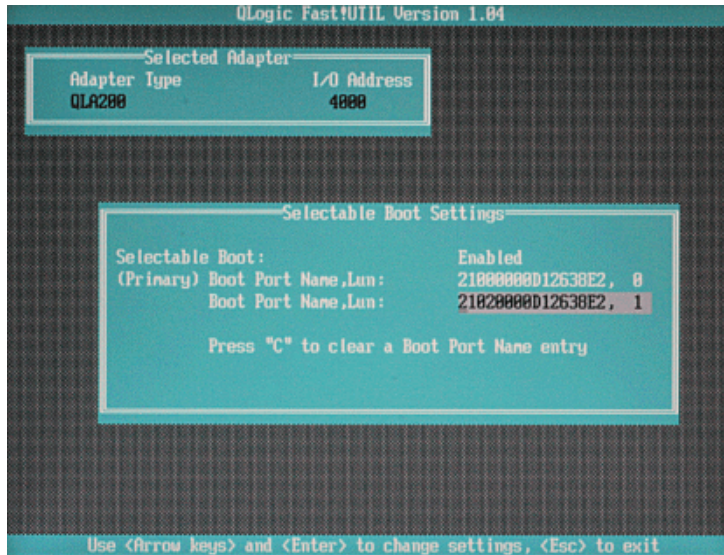 QLogic Fast!UTIL Version 1.04
Selected Adapter
Adapter Type I/O Address
QLA200 4000
Selectable Boot Settings
Selectable Boot: Enabled
(Primary) Boot Port Name,Lun: 21000000D12638E2, 0
Boot Port Name,Lun: 21020000D12638E2, 1
Press "C" to clear a Boot Port Name entry
Use <Arrow keys> and <Enter> to change settings, <Esc> to exit